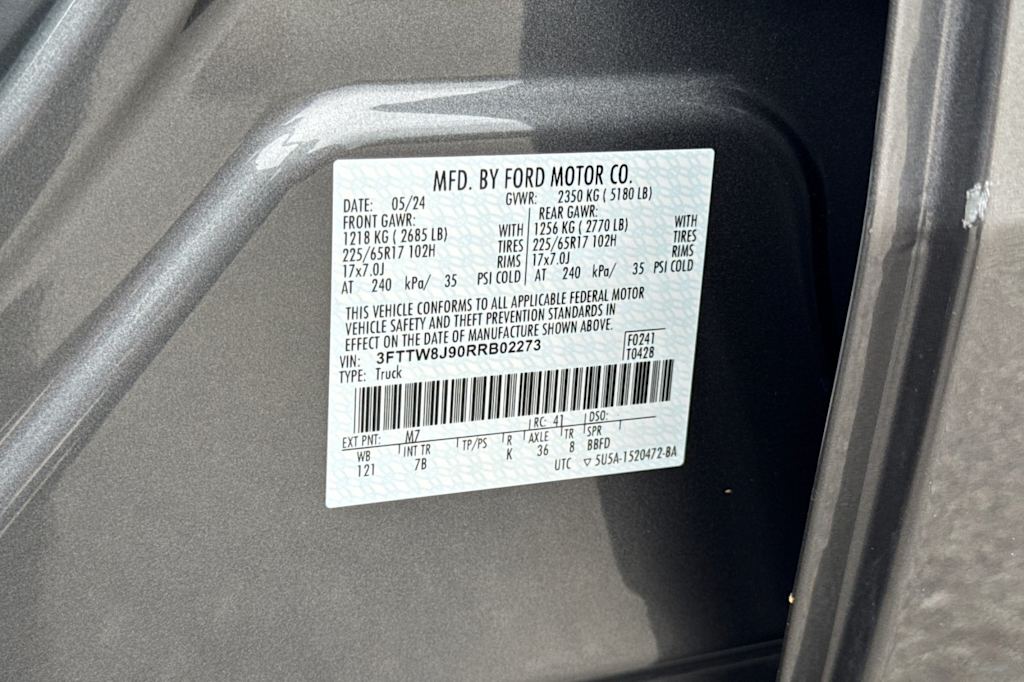 MFD. BY FORD MOTOR CO.
DATE: 05/24 GVWR: 2350 KG ( 5180 LB)
FRONT GAWR:
1218 KG ( 2685 LB) WITH
225/65R17 102H TIRES
17x7.0J RIMS
AT 240 kPa/ 35 PSI COLD
REAR GAWR:
1256 KG ( 2770 LB) WITH
225/65R17 102H TIRES
17x7.0J RIMS
AT 240 kPa/ 35 PSI COLD
THIS VEHICLE CONFORMS TO ALL APPLICABLE FEDERAL MOTOR
VEHICLE SAFETY AND THEFT PREVENTION STANDARDS IN
EFFECT ON THE DATE OF MANUFACTURE SHOWN ABOVE.
VIN: 3FTTW8J90RRB02273
TYPE: Truck
F0241
T0428
EXT PNT: M7 RC: 41 DSO:
WB INT TR TP/PS R AXLE TR SPR
121 7B K 36 8 BBFD
UTC ▽ 5U5A-1520472-BA